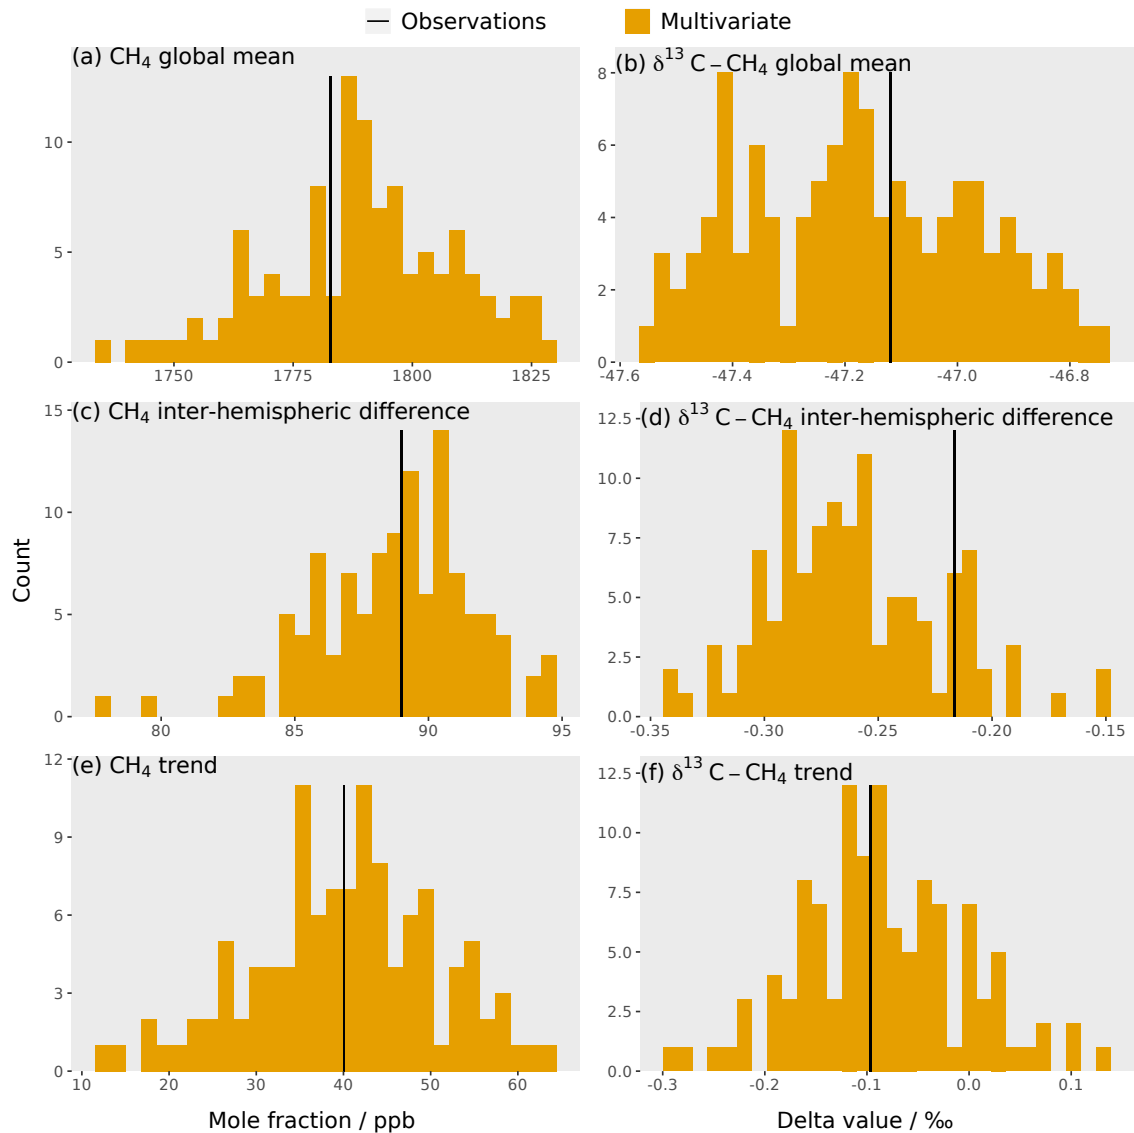 Observations Multivariate
(a) CH₄ global mean
(b) δ¹³ C – CH₄ global mean
10
5
0
1750 1775 1800 1825
8
6
4
2
0
-47.6 -47.4 -47.2 -47.0 -46.8
(c) CH₄ inter-hemispheric difference
(d) δ¹³ C – CH₄ inter-hemispheric difference
15
10
5
0
80 85 90 95
12.5
10.0
7.5
5.0
2.5
0.0
-0.35 -0.30 -0.25 -0.20 -0.15
Count
(e) CH₄ trend
(f) δ¹³ C – CH₄ trend
12
9
6
3
0
10 20 30 40 50 60
12.5
10.0
7.5
5.0
2.5
0.0
-0.3 -0.2 -0.1 0.0 0.1
Mole fraction / ppb
Delta value / ‰